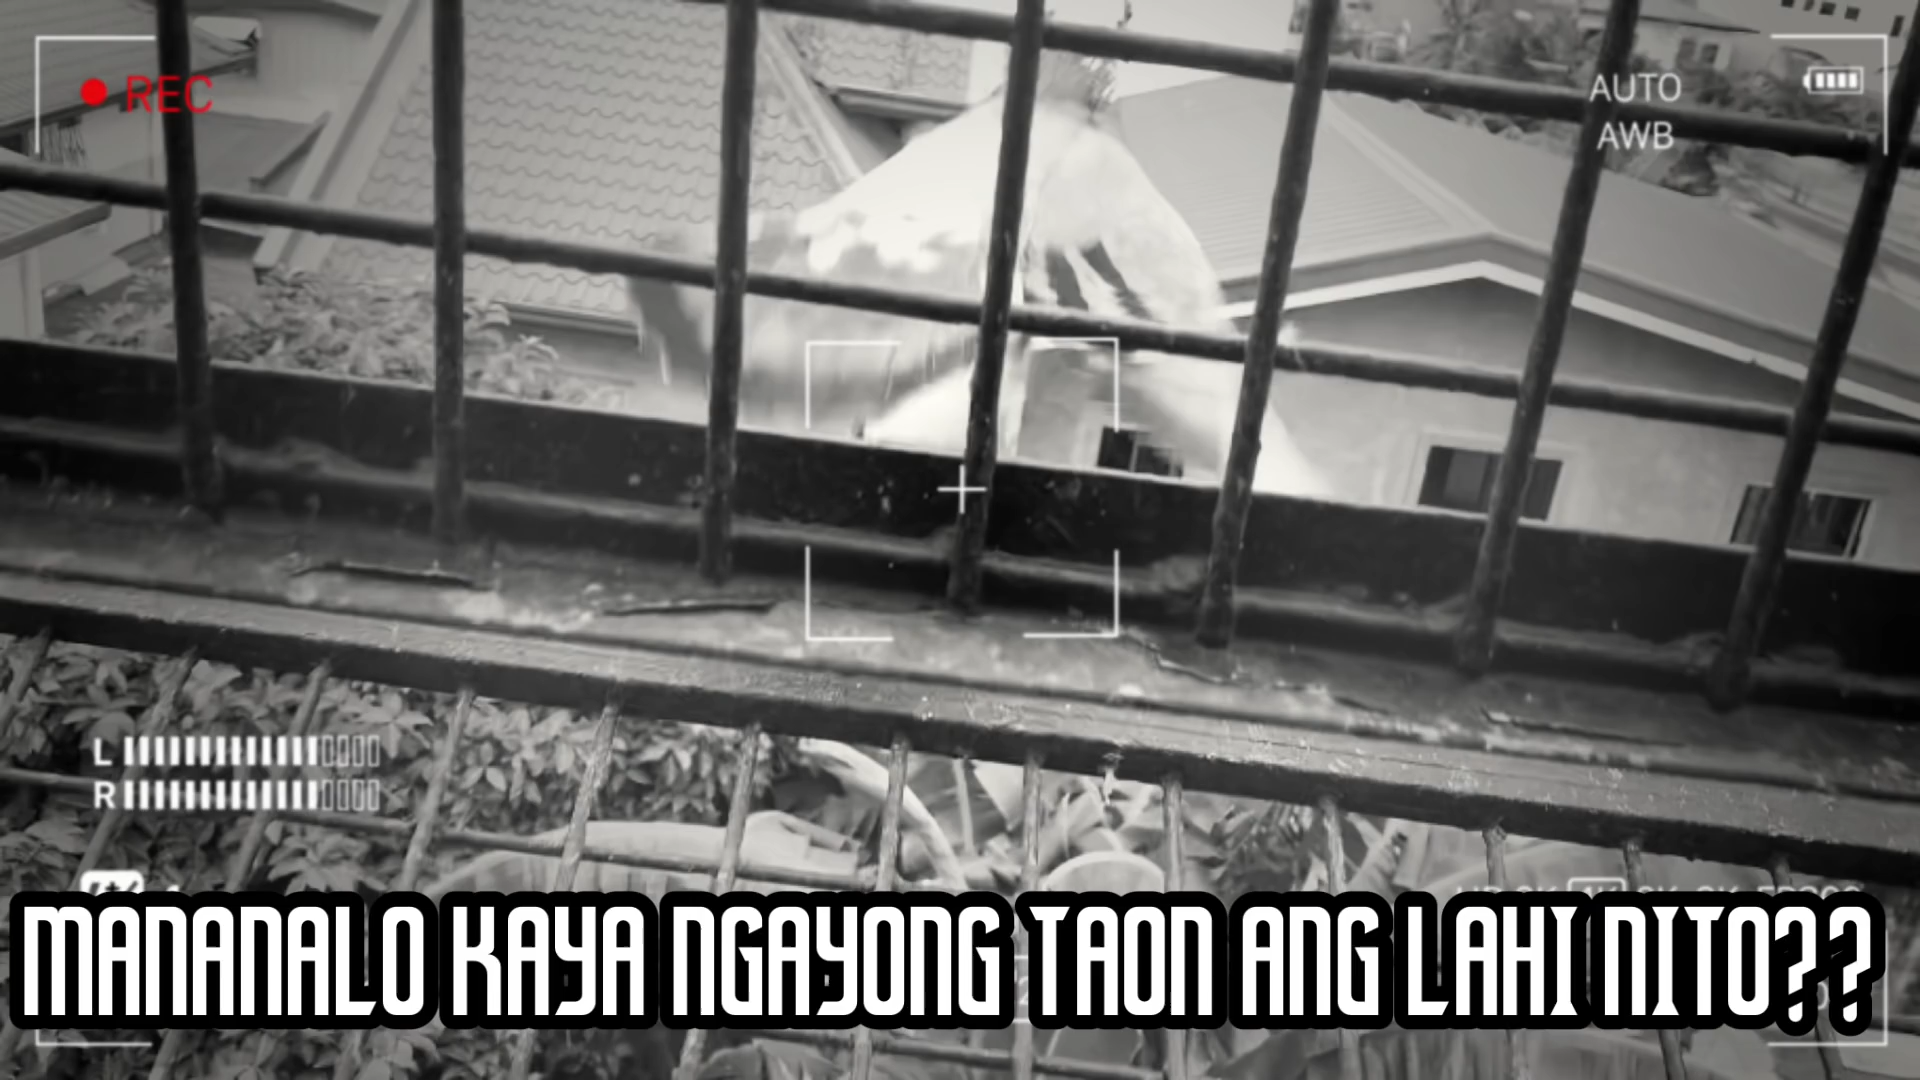 REC
AUTO
AWB
L
R
MANANALO KAYA NGAYONG TAON ANG LAHI NITO??